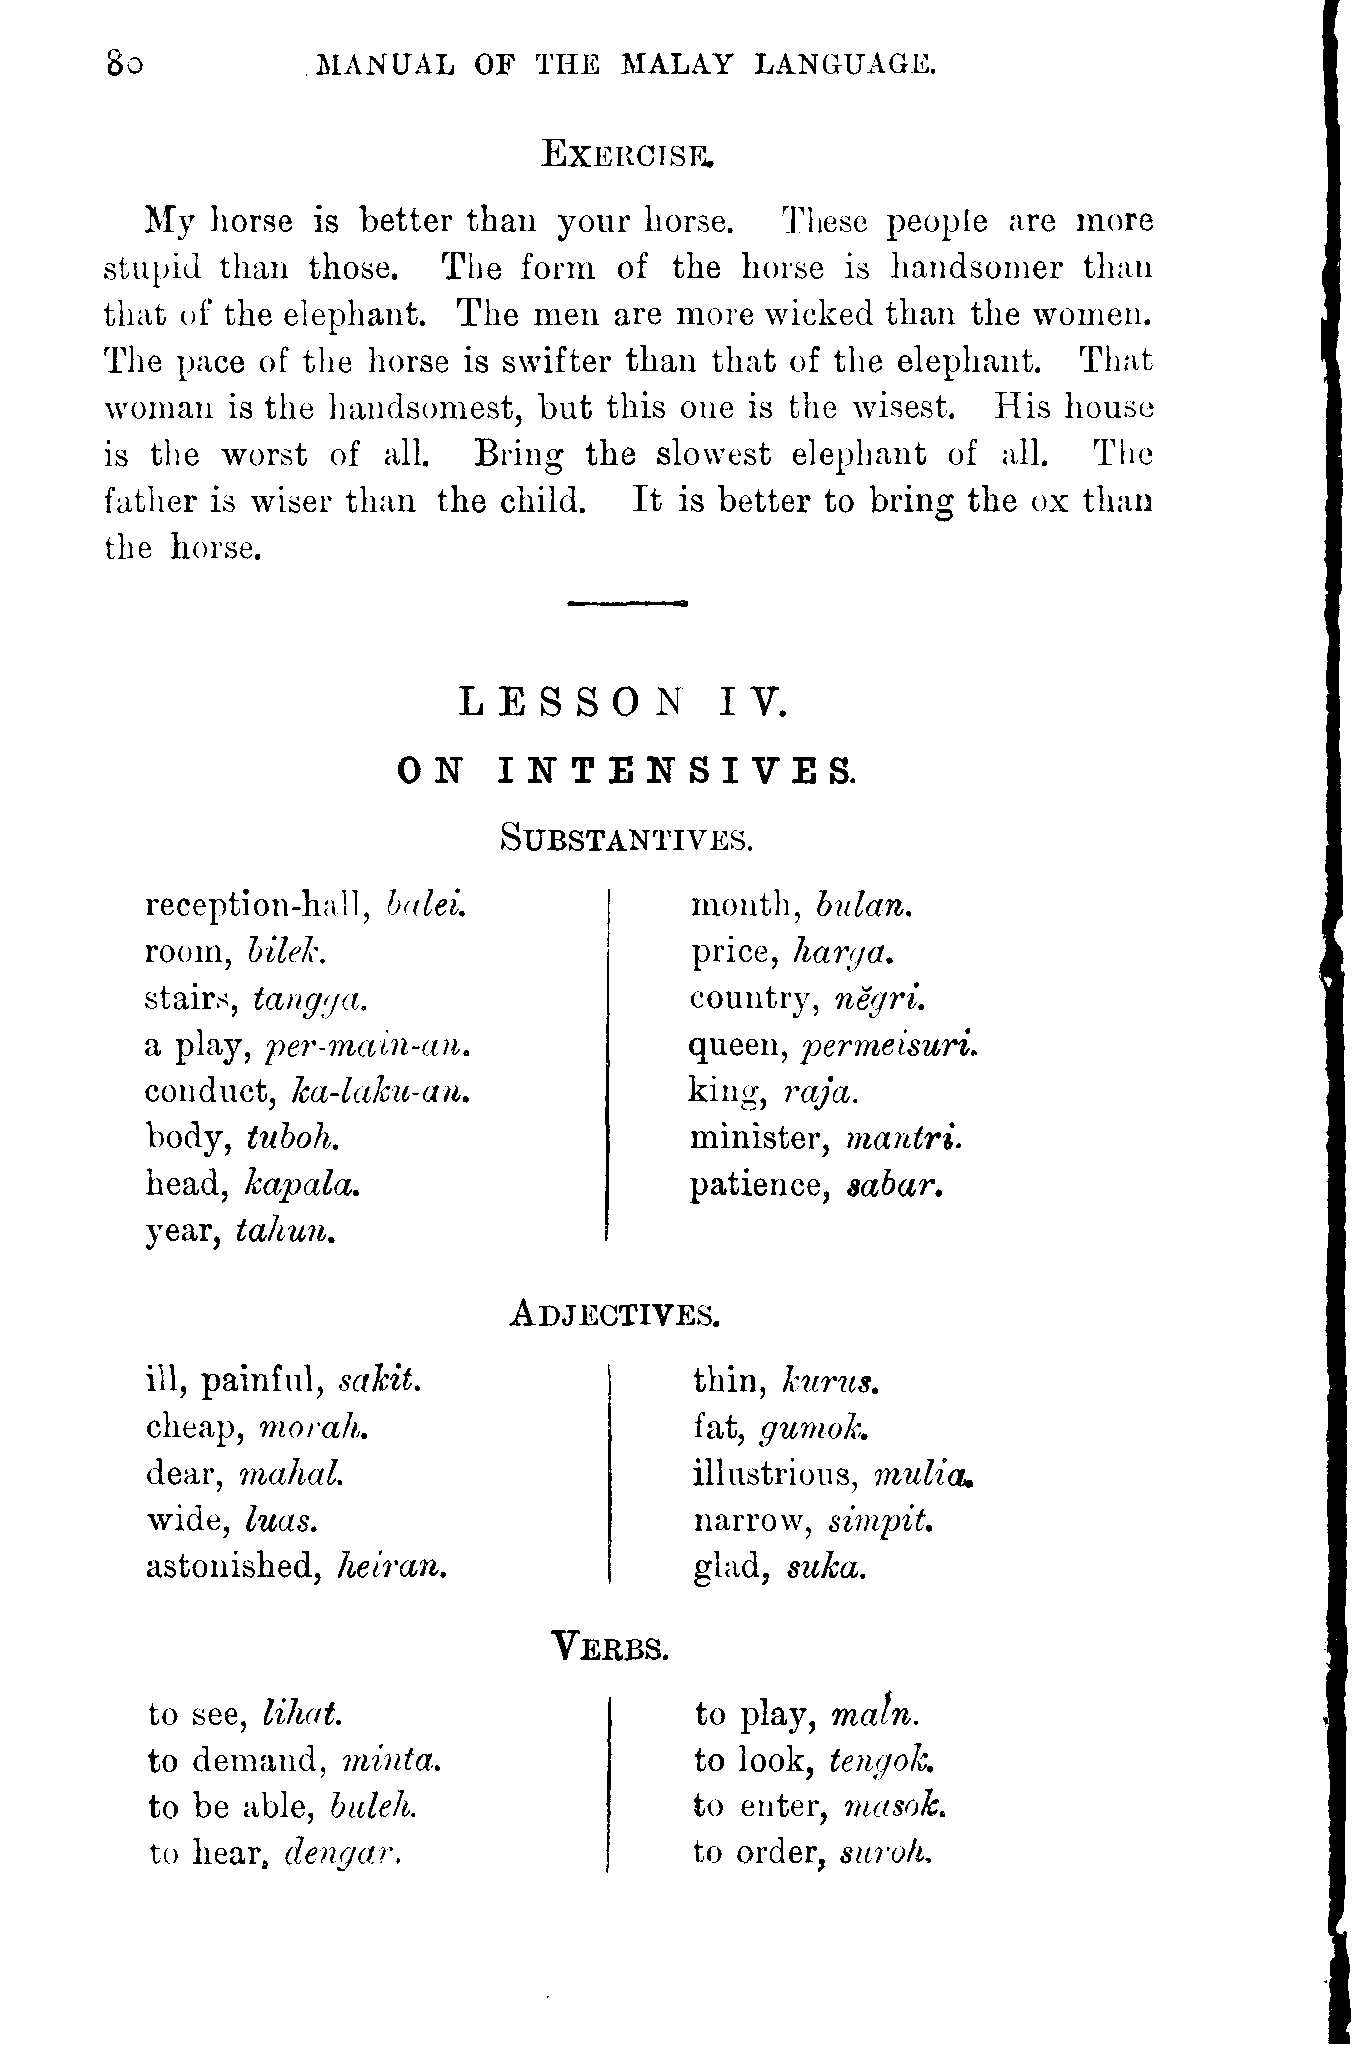 80 MANUAL OF THE MALAY LANGUAGE.
EXERCISE.
My horse is better than your horse. These people are more
stupid than those. The form of the horse is handsomer than
that of the elephant. The men are more wicked than the women.
The pace of the horse is swifter than that of the elephant. That
woman is the handsomest, but this one is the wisest. His house
is the worst of all. Bring the slowest elephant of all. The
father is wiser than the child. It is better to bring the ox than
the horse.
LESSON IV.
ON INTENSIVES.
SUBSTANTIVES.
reception-hall, balei.
room, bilek.
stairs, tangga.
a play, per-main-an.
conduct, ka-laku-an.
body, tuboh.
head, kapala.
year, tahun.
month, bulan.
price, harga.
country, nĕgri.
queen, permeisuri.
king, raja.
minister, mantri.
patience, sabar.
ADJECTIVES.
ill, painful, sakit.
cheap, morah.
dear, mahal.
wide, luas.
astonished, heiran.
thin, kurus.
fat, gumok.
illustrious, mulia.
narrow, simpit.
glad, suka.
VERBS.
to see, lihat.
to demand, minta.
to be able, buleh.
to hear, dengar.
to play, maín.
to look, tengok.
to enter, masok.
to order, suroh.